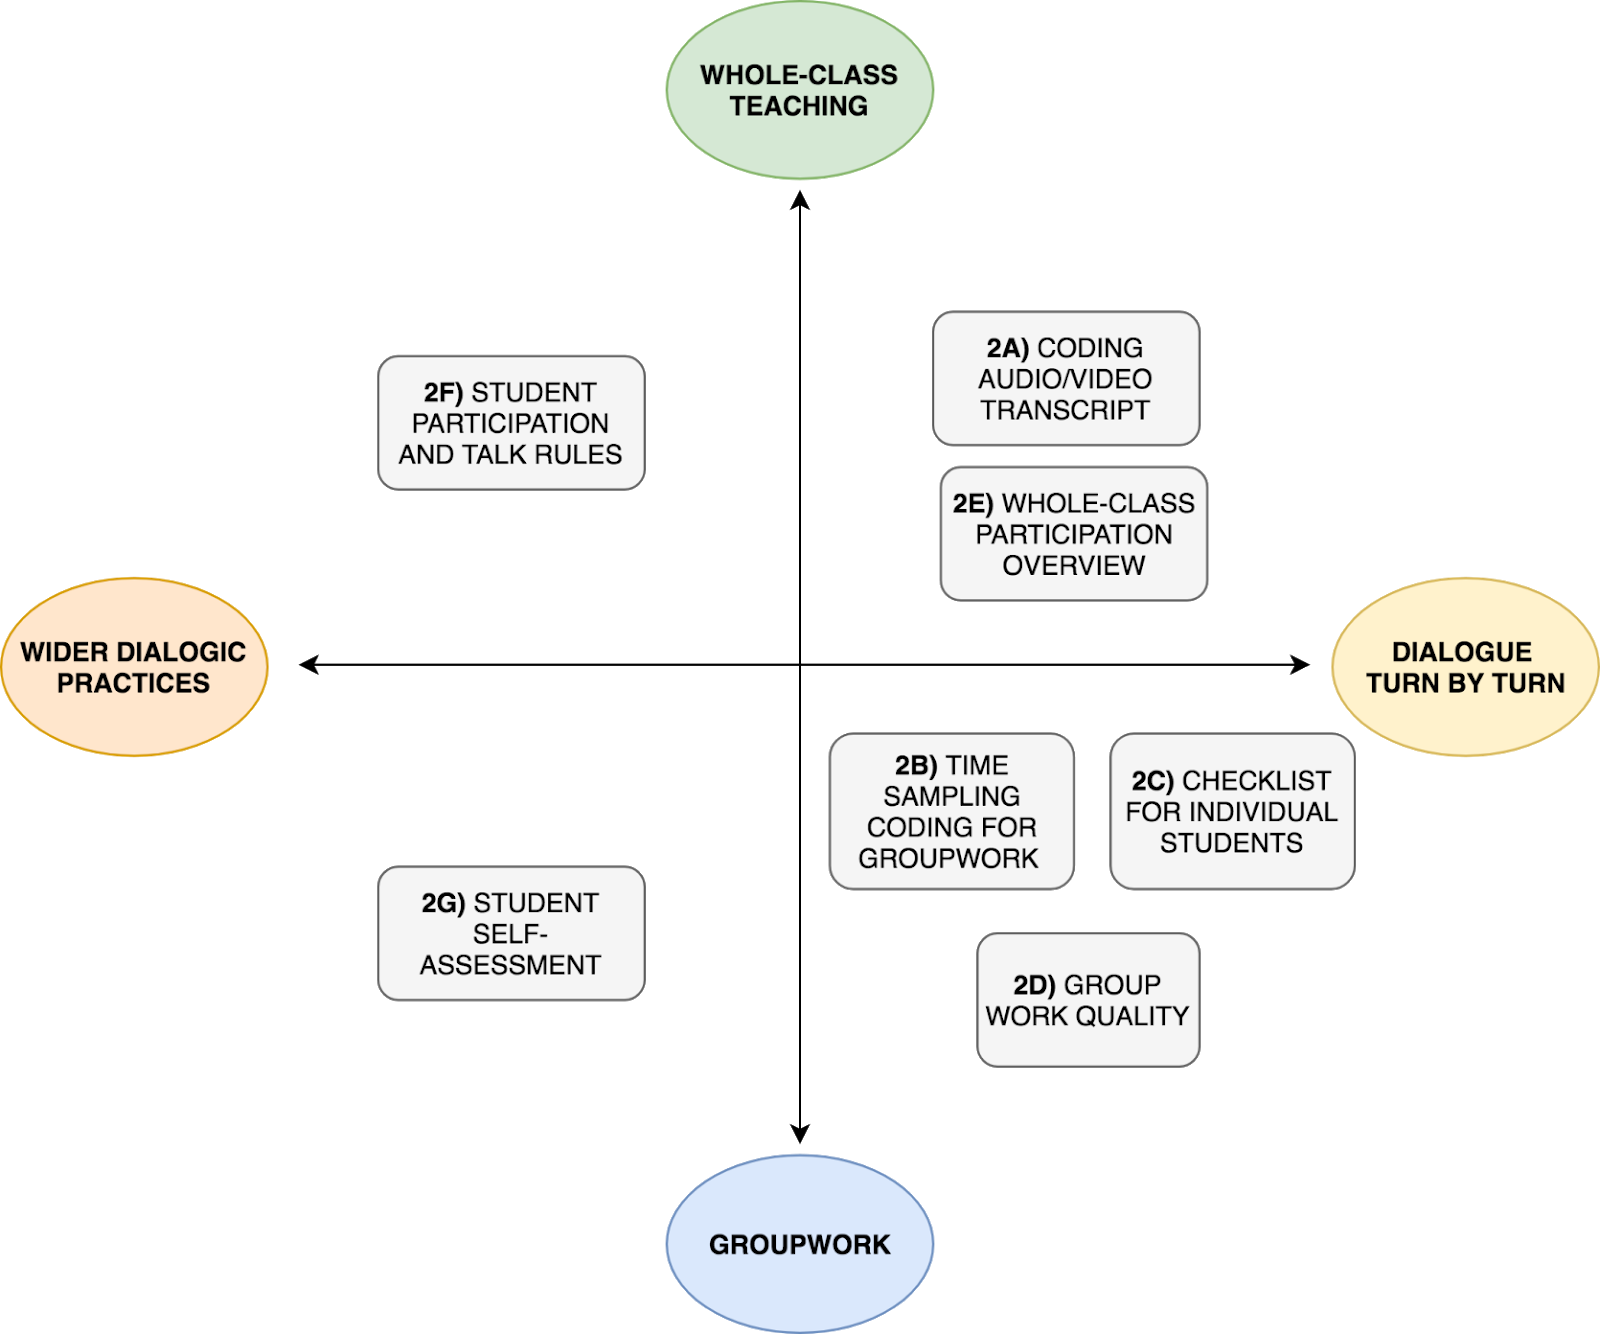 WHOLE-CLASS
TEACHING
2A) CODING
AUDIO/VIDEO
TRANSCRIPT
2F) STUDENT
PARTICIPATION
AND TALK RULES
2E) WHOLE-CLASS
PARTICIPATION
OVERVIEW
WIDER DIALOGIC
PRACTICES
DIALOGUE
TURN BY TURN
2B) TIME
SAMPLING
CODING FOR
GROUPWORK
2C) CHECKLIST
FOR INDIVIDUAL
STUDENTS
2G) STUDENT
SELF-
ASSESSMENT
2D) GROUP
WORK QUALITY
GROUPWORK